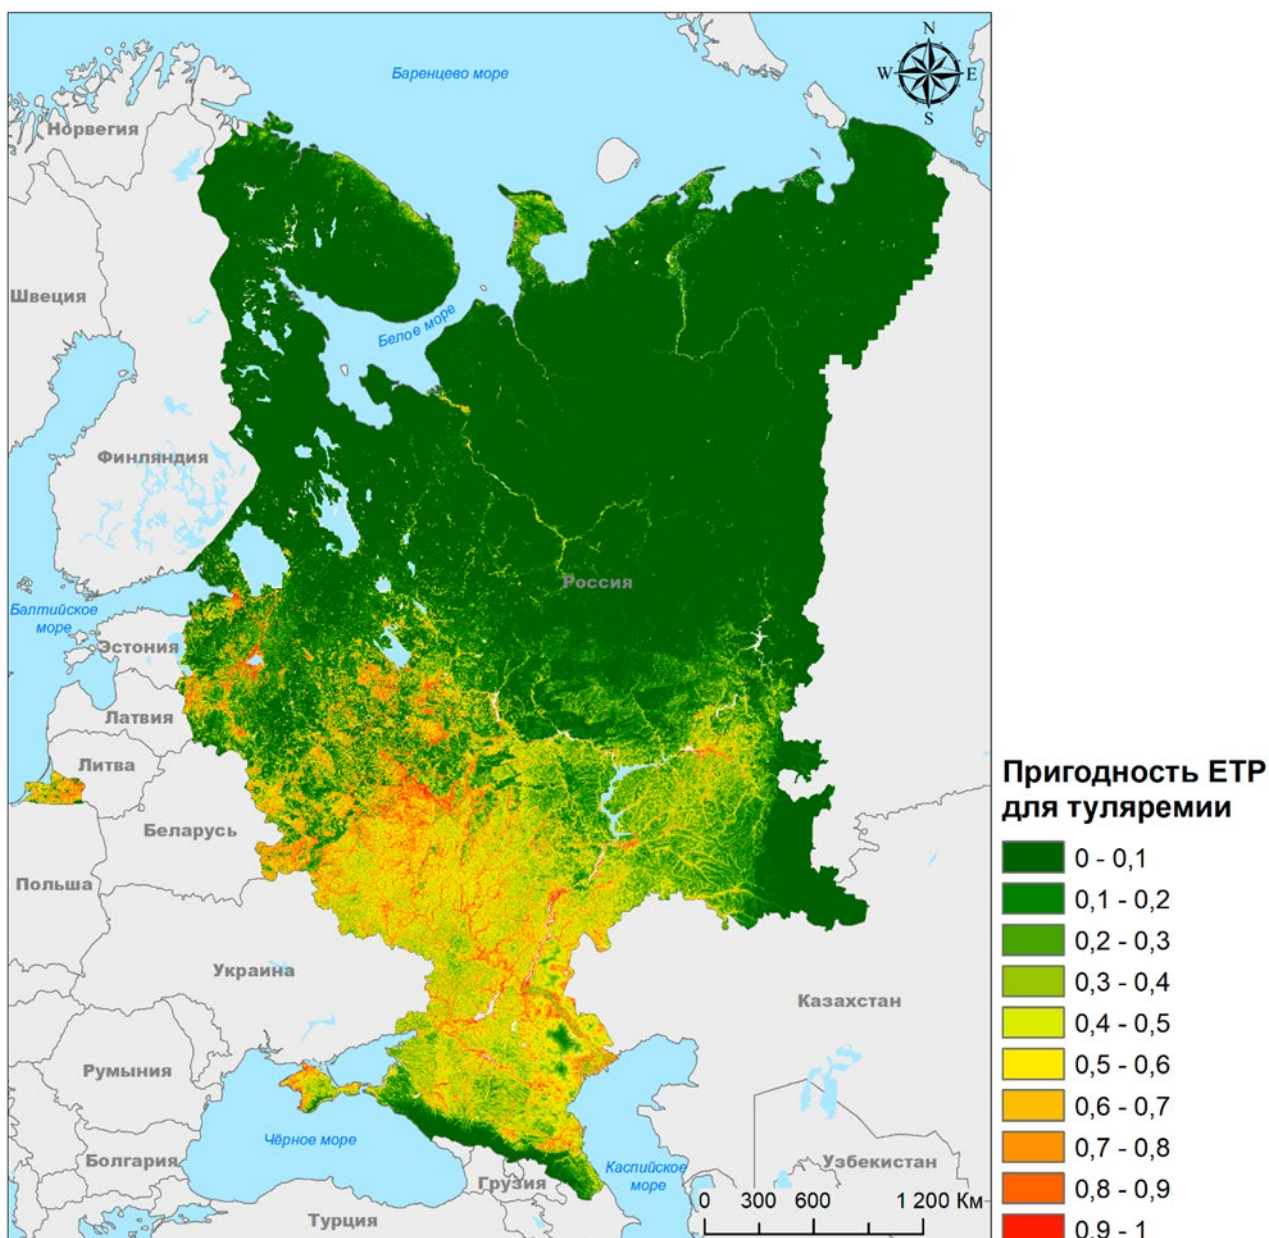 N
W E
S
Баренцево море
Норвегия
Швеция
Белое море
Финляндия
Россия
Балтийское
море
Эстония
Латвия
Литва
Беларусь
Польша
Украина
Казахстан
Румыния
Чёрное море
Болгария
Грузия
Каспийское
море
Узбекистан
Турция
0 300 600 1 200 Км
Пригодность ЕТР
для туляремии
0 - 0,1
0,1 - 0,2
0,2 - 0,3
0,3 - 0,4
0,4 - 0,5
0,5 - 0,6
0,6 - 0,7
0,7 - 0,8
0,8 - 0,9
0,9 - 1